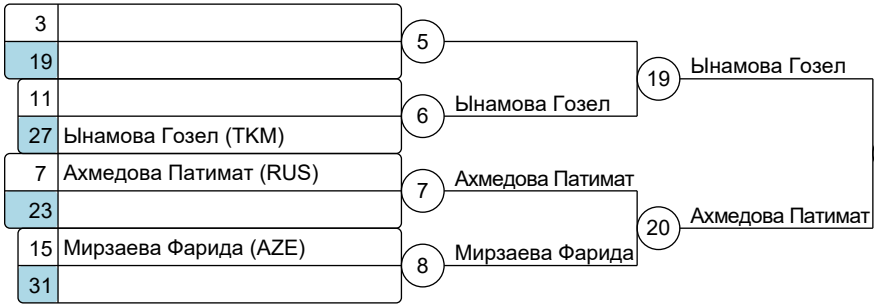 3
5
19
19
Ынамова Гозел
11
6
Ынамова Гозел
27 Ынамова Гозел (TKM)
7 Ахмедова Патимат (RUS)
7
Ахмедова Патимат
23
20
Ахмедова Патимат
15 Мирзаева Фарида (AZE)
8
Мирзаева Фарида
31